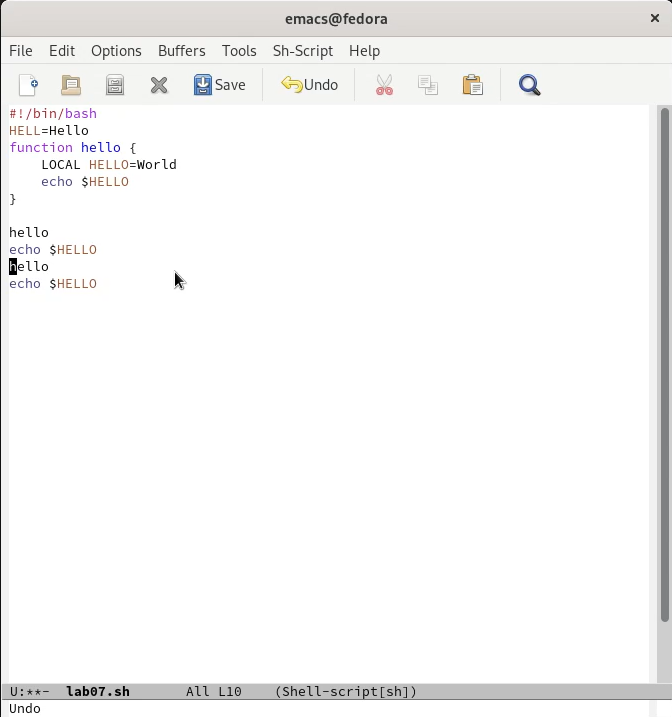 emacs@fedora ×
File Edit Options Buffers Tools Sh-Script Help
Save Undo
#!/bin/bash
HELL=Hello
function hello {
    LOCAL HELLO=World
    echo $HELLO
}
hello
echo $HELLO
hello
echo $HELLO
U:**- lab07.sh All L10 (Shell-script[sh])
Undo